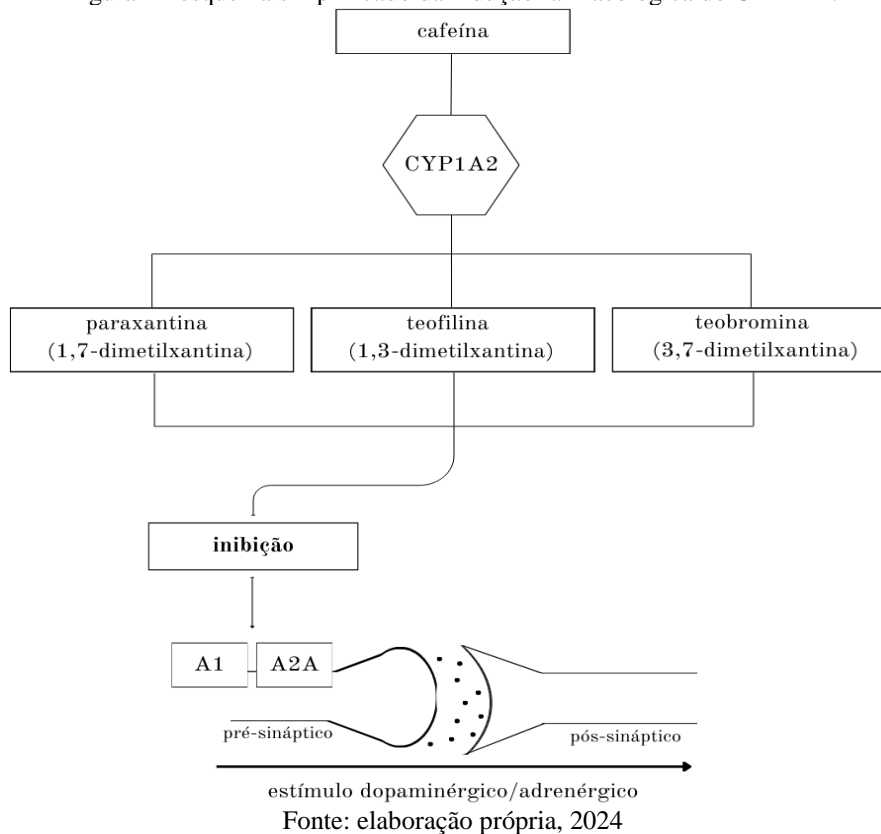 cafeína
CYP1A2
paraxantina
(1,7-dimetilxantina)
teofilina
(1,3-dimetilxantina)
teobromina
(3,7-dimetilxantina)
inibição
A1
A2A
pré-sináptico
pós-sináptico
estímulo dopaminérgico/adrenérgico
Fonte: elaboração própria, 2024